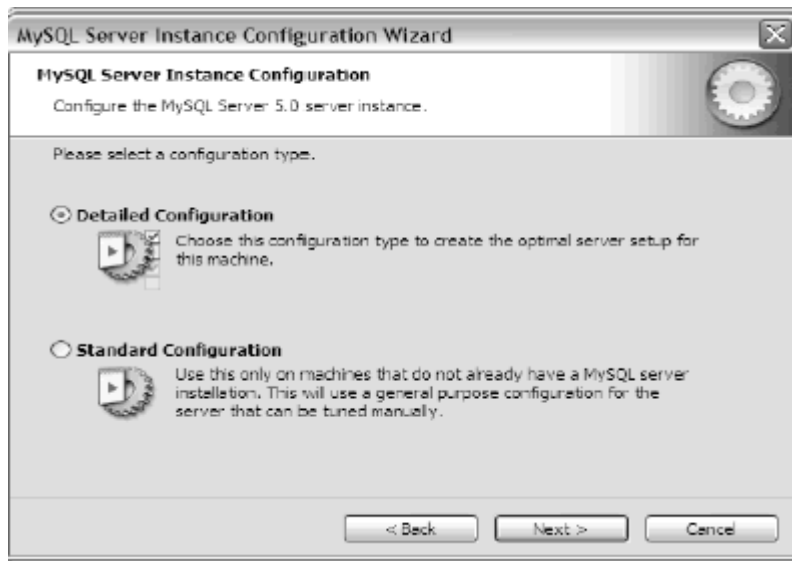 MySQL Server Instance Configuration Wizard
MySQL Server Instance Configuration
Configure the MySQL Server 5.0 server instance.
Please select a configuration type.
Detailed Configuration
Choose this configuration type to create the optimal server setup for
this machine.
Standard Configuration
Use this only on machines that do not already have a MySQL server
installation. This will use a general purpose configuration for the
server that can be tuned manually.
< Back
Next >
Cancel